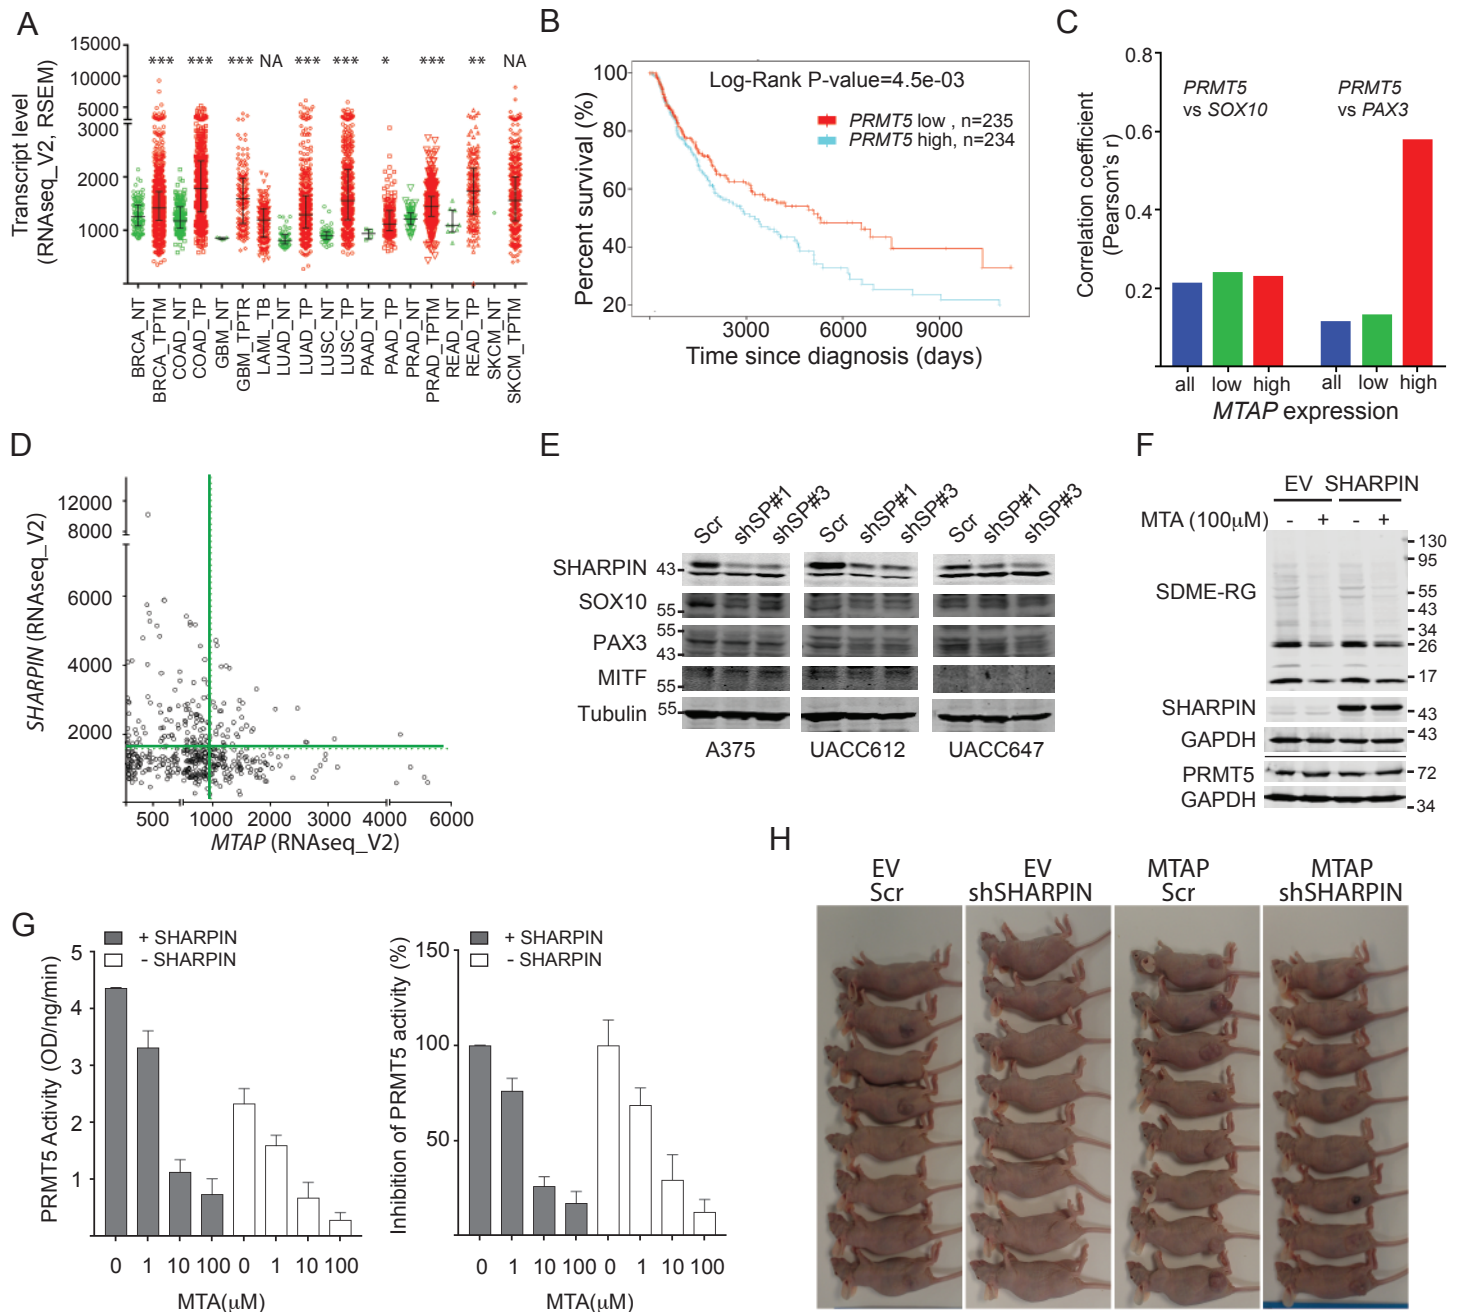 A
Transcript level
(RNAseq_V2, RSEM)
15000
10000
5000
3000
2000
1000
*** *** *** NA *** *** * *** ** NA
BRCA_NT
BRCA_TPTM
COAD_NT
COAD_TP
GBM_NT
GBM_TPTR
LAML_TB
LUAD_NT
LUAD_TP
LUSC_NT
LUSC_TP
PAAD_NT
PAAD_TP
PRAD_NT
PRAD_TPTM
READ_NT
READ_TP
SKCM_NT
SKCM_TPTM
B
Percent survival (%)
100
80
60
40
20
Log-Rank P-value=4.5e-03
PRMT5 low , n=235
PRMT5 high, n=234
3000 6000 9000
Time since diagnosis (days)
C
Correlation coefficient
(Pearson's r)
0.8
0.6
0.4
0.2
PRMT5
vs SOX10
PRMT5
vs PAX3
all low high all low high
MTAP expression
D
SHARPIN (RNAseq_V2)
12000
8000
6000
4000
2000
500 1000 2000 3000 4000 6000
MTAP (RNAseq_V2)
E
Scr shSP#1 shSP#3 Scr shSP#1 shSP#3 Scr shSP#1 shSP#3
SHARPIN 43
SOX10 55
PAX3 55
43
MITF 55
Tubulin 55
A375 UACC612 UACC647
F
EV SHARPIN
MTA (100µM) - + - +
SDME-RG
130
95
55
43
34
26
17
SHARPIN 43
GAPDH 43
PRMT5 72
GAPDH 34
G
+ SHARPIN
- SHARPIN
PRMT5 Activity (OD/ng/min)
5
4
3
2
1
0 1 10 100 0 1 10 100
MTA(µM)
+ SHARPIN
- SHARPIN
Inhibition of PRMT5 activity (%)
150
100
50
0 1 10 100 0 1 10 100
MTA(µM)
H
EV
Scr
EV
shSHARPIN
MTAP
Scr
MTAP
shSHARPIN